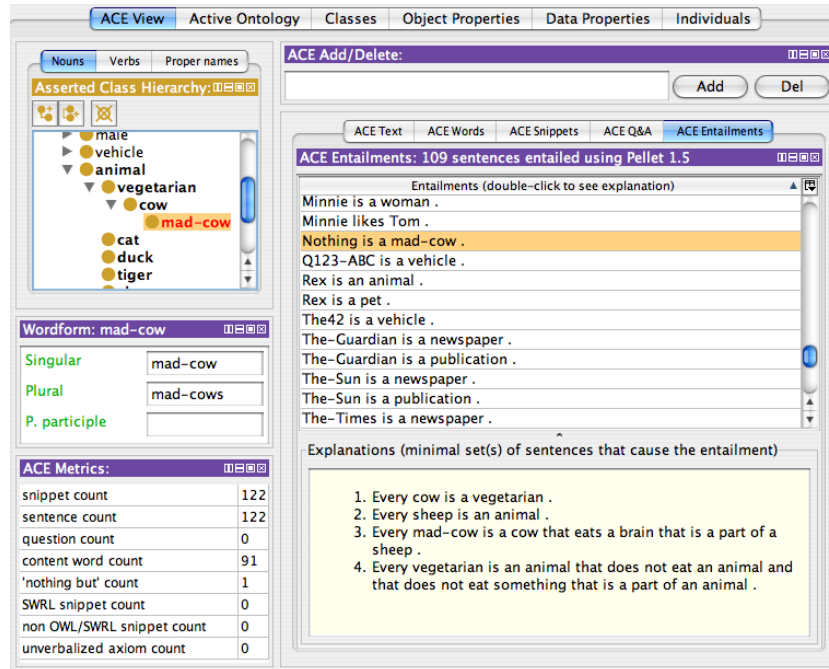 ACE View Active Ontology Classes Object Properties Data Properties Individuals
Nouns Verbs Proper names
Asserted Class Hierarchy:
male
vehicle
animal
vegetarian
cow
mad-cow
cat
duck
tiger
Wordform: mad-cow
Singular mad-cow
Plural mad-cows
P. participle
ACE Metrics:
snippet count 122
sentence count 122
question count 0
content word count 91
'nothing but' count 1
SWRL snippet count 0
non OWL/SWRL snippet count 0
unverbalized axiom count 0
ACE Add/Delete:
Add Del
ACE Text ACE Words ACE Snippets ACE Q&A ACE Entailments
ACE Entailments: 109 sentences entailed using Pellet 1.5
Entailments (double-click to see explanation)
Minnie is a woman .
Minnie likes Tom .
Nothing is a mad-cow .
Q123-ABC is a vehicle .
Rex is an animal .
Rex is a pet .
The42 is a vehicle .
The-Guardian is a newspaper .
The-Guardian is a publication .
The-Sun is a newspaper .
The-Sun is a publication .
The-Times is a newspaper .
Explanations (minimal set(s) of sentences that cause the entailment)
1. Every cow is a vegetarian .
2. Every sheep is an animal .
3. Every mad-cow is a cow that eats a brain that is a part of a
sheep .
4. Every vegetarian is an animal that does not eat an animal and
that does not eat something that is a part of an animal .